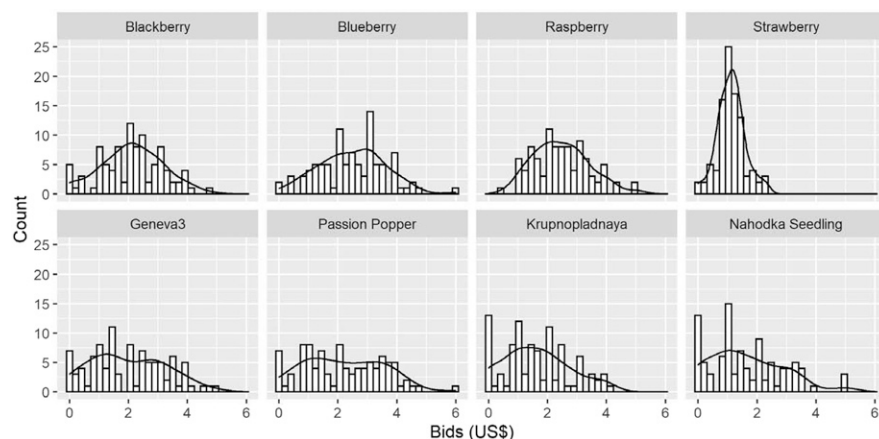 Blackberry Blueberry Raspberry Strawberry
25
20
15
10
5
0
Geneva3 Passion Popper Krupnopladnaya Nahodka Seedling
25
20
15
10
5
0
0 2 4 6 0 2 4 6 0 2 4 6 0 2 4 6
Count
Bids (US$)